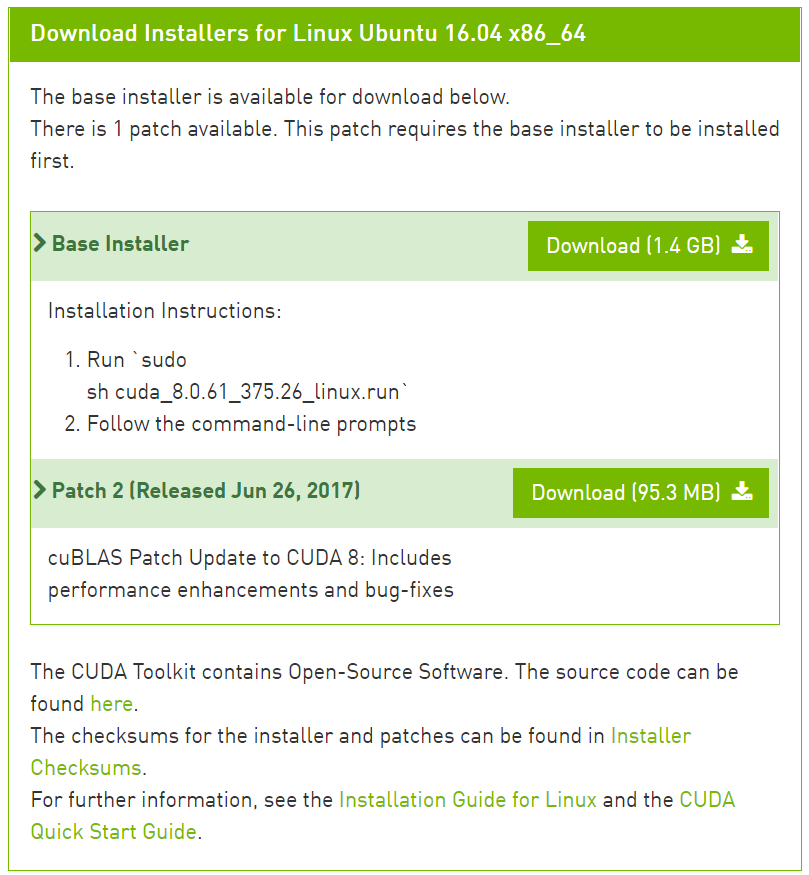 Download Installers for Linux Ubuntu 16.04 x86_64
The base installer is available for download below.
There is 1 patch available. This patch requires the base installer to be installed
first.
Base Installer
Download (1.4 GB)
Installation Instructions:
1. Run `sudo
sh cuda_8.0.61_375.26_linux.run`
2. Follow the command-line prompts
Patch 2 (Released Jun 26, 2017)
Download (95.3 MB)
cuBLAS Patch Update to CUDA 8: Includes
performance enhancements and bug-fixes
The CUDA Toolkit contains Open-Source Software. The source code can be
found here.
The checksums for the installer and patches can be found in Installer
Checksums.
For further information, see the Installation Guide for Linux and the CUDA
Quick Start Guide.